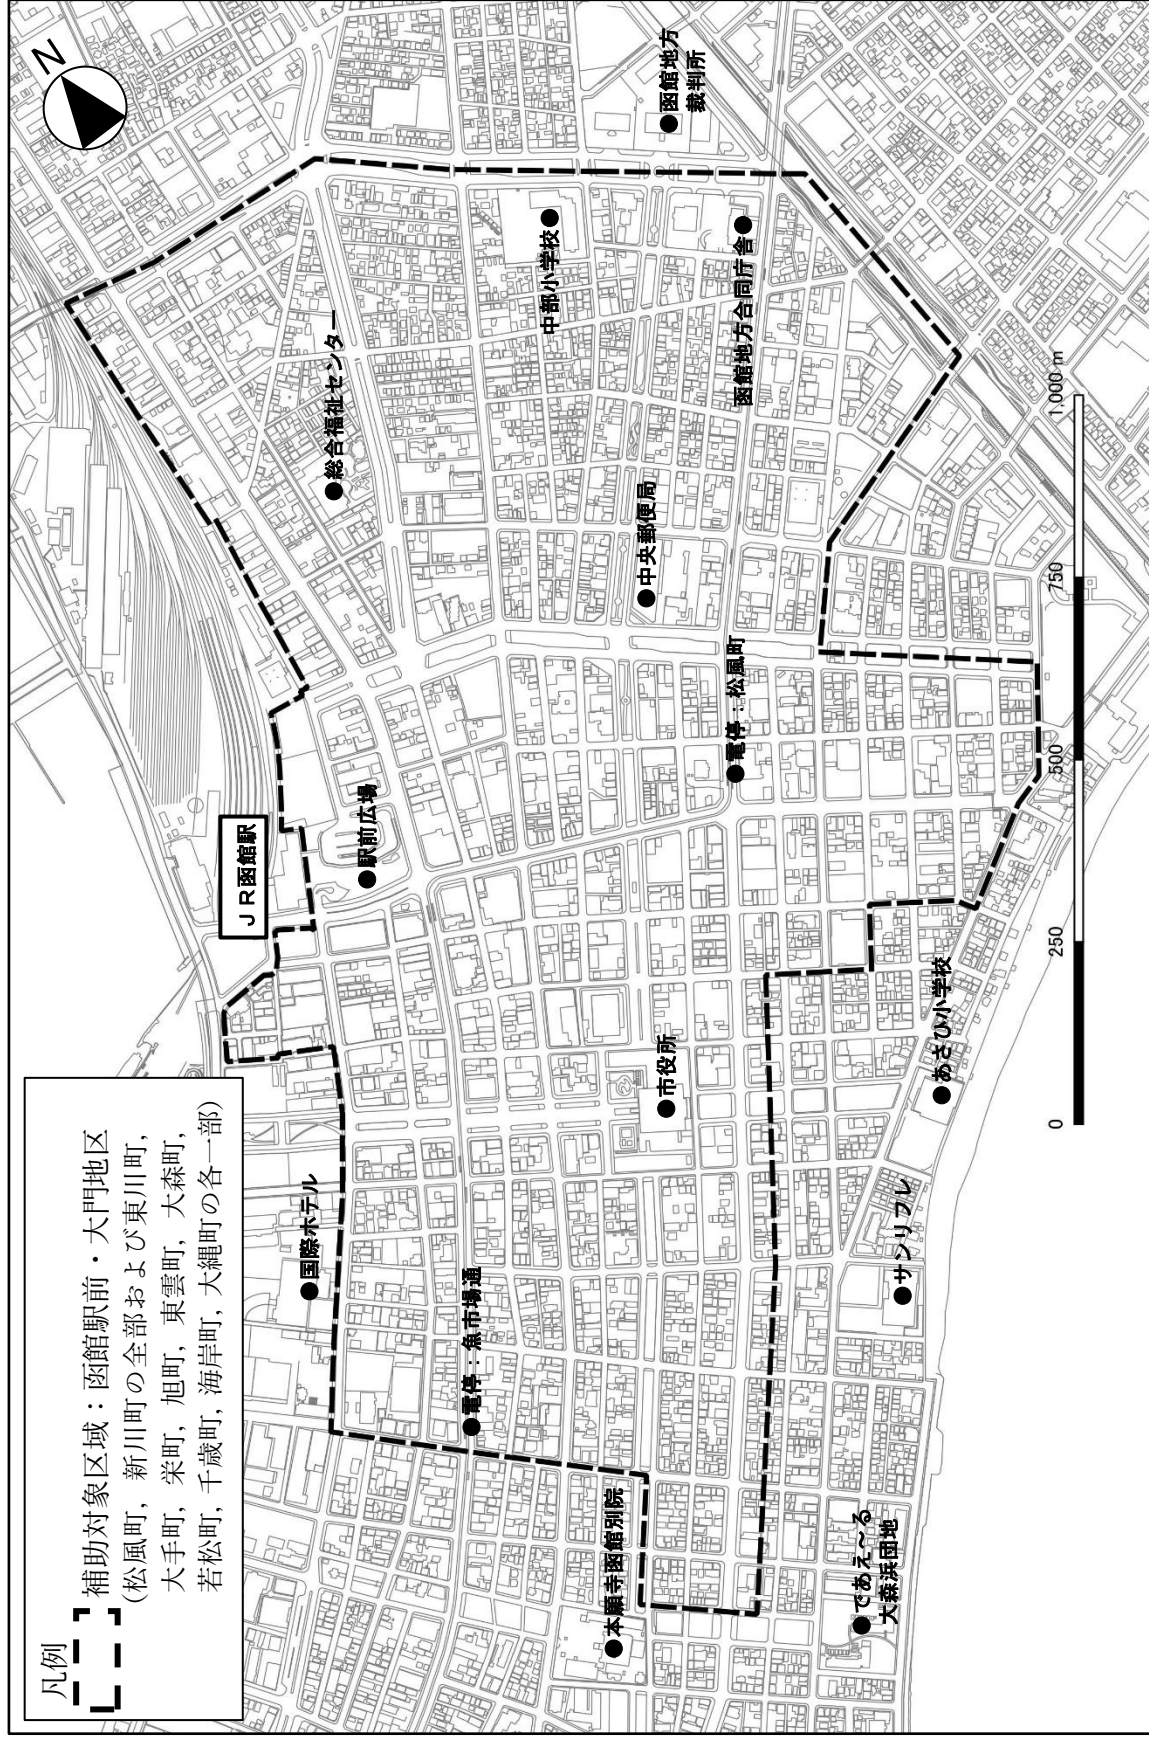 凡例
補助対象区域：函館駅前・大門地区
(松風町，新川町の全部および東川町，
大手町，栄町，旭町，東雲町，大森町，
若松町，千歳町，海岸町，大縄町の各一部)
N
ＪＲ函館駅
●駅前広場
●総合福祉センター
●国際ホテル
●電停：魚市場通
●本願寺函館別院
●市役所
●中央郵便局
●電停：松風町
中部小学校●
函館地方合同庁舎●
●函館地方
裁判所
●あさひ小学校
●サンリフレ
●であえ～る
大森浜団地
0
250
500
750
1,000 m